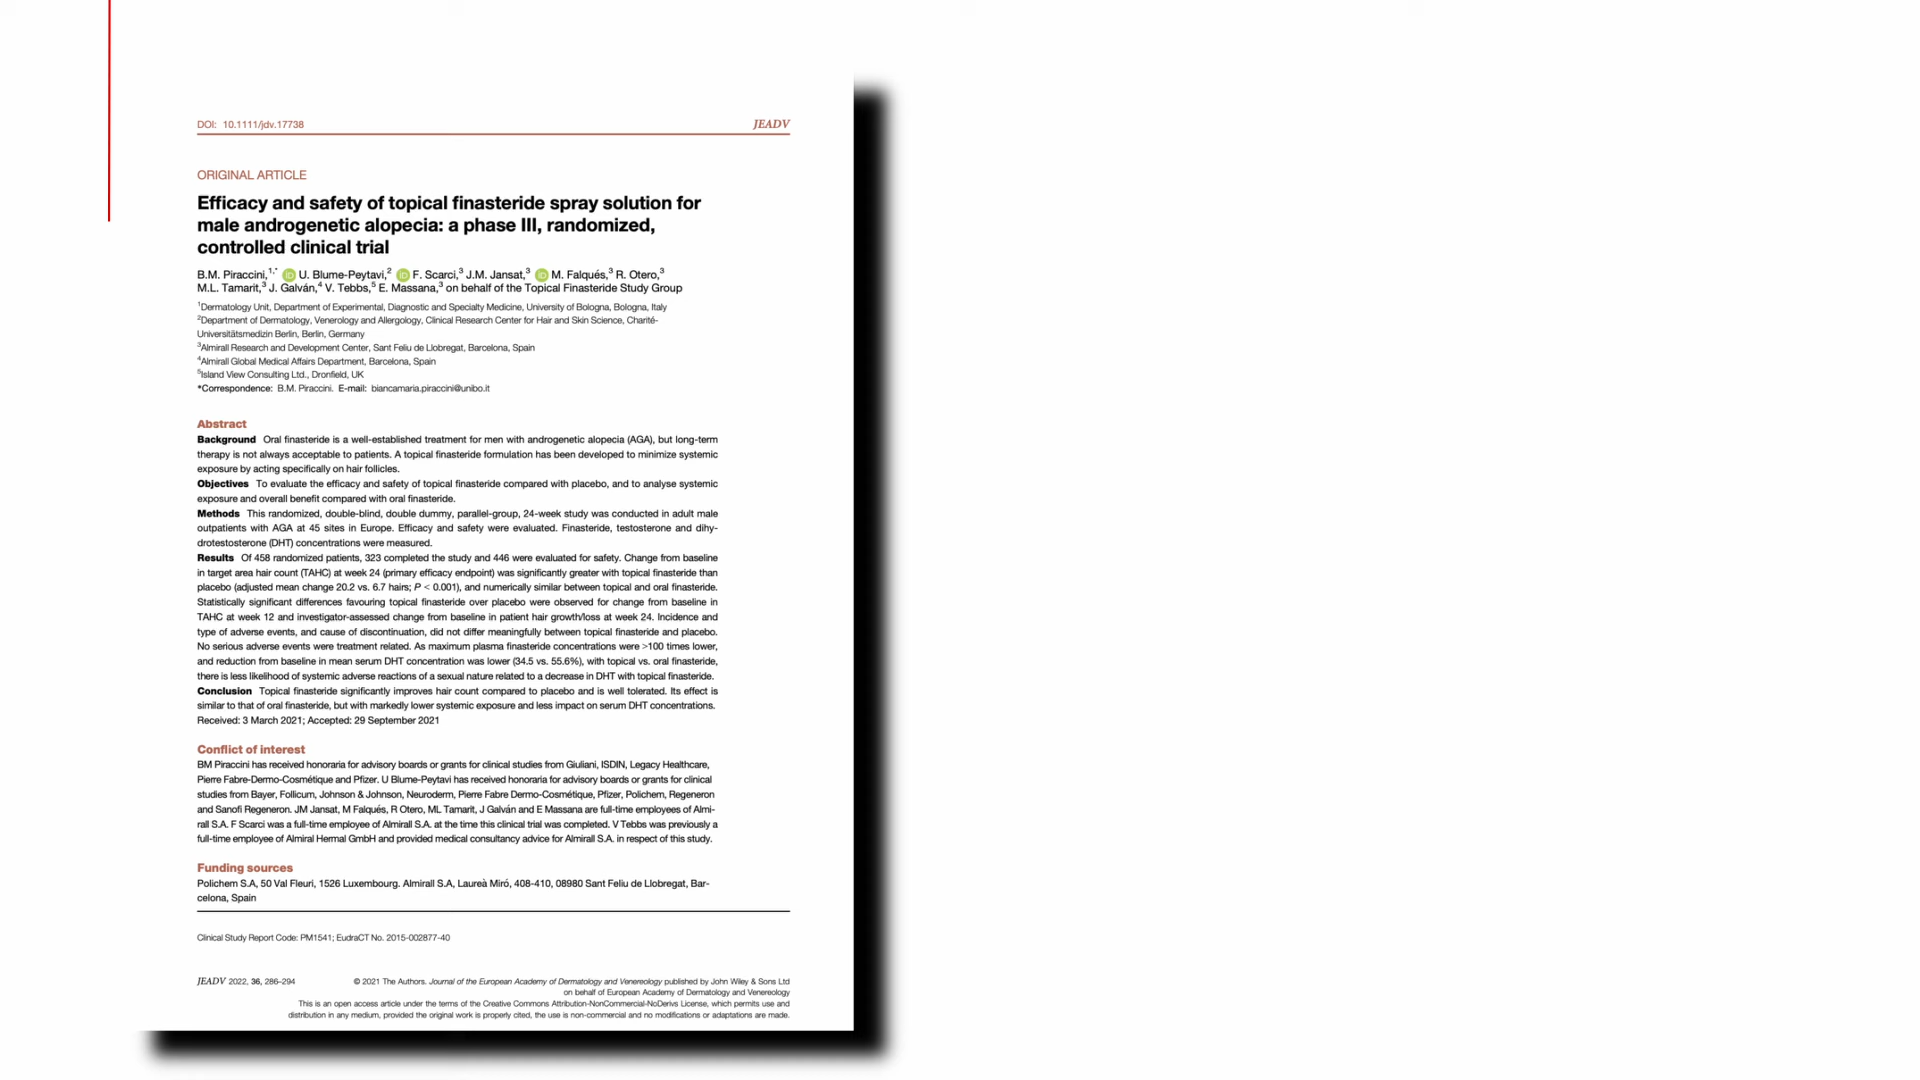 DOI: 10.1111/jdv.17738 JEADV
ORIGINAL ARTICLE
Efficacy and safety of topical finasteride spray solution for
male androgenetic alopecia: a phase III, randomized,
controlled clinical trial
B.M. Piraccini,1,* iD U. Blume-Peytavi,2 iD F. Scarci,3 J.M. Jansat,3 iD M. Falqués,3 R. Otero,3
M.L. Tamarit,3 J. Galván,4 V. Tebbs,5 E. Massana,3 on behalf of the Topical Finasteride Study Group
1Dermatology Unit, Department of Experimental, Diagnostic and Specialty Medicine, University of Bologna, Bologna, Italy
2Department of Dermatology, Venerology and Allergology, Clinical Research Center for Hair and Skin Science, Charité-
Universitätsmedizin Berlin, Berlin, Germany
3Almirall Research and Development Center, Sant Feliu de Llobregat, Barcelona, Spain
4Almirall Global Medical Affairs Department, Barcelona, Spain
5Island View Consulting Ltd., Dronfield, UK
*Correspondence: B.M. Piraccini. E-mail: biancamaria.piraccini@unibo.it
Abstract
Background Oral finasteride is a well-established treatment for men with androgenetic alopecia (AGA), but long-term
therapy is not always acceptable to patients. A topical finasteride formulation has been developed to minimize systemic
exposure by acting specifically on hair follicles.
Objectives To evaluate the efficacy and safety of topical finasteride compared with placebo, and to analyse systemic
exposure and overall benefit compared with oral finasteride.
Methods This randomized, double-blind, double dummy, parallel-group, 24-week study was conducted in adult male
outpatients with AGA at 45 sites in Europe. Efficacy and safety were evaluated. Finasteride, testosterone and dihy-
drotestosterone (DHT) concentrations were measured.
Results Of 458 randomized patients, 323 completed the study and 446 were evaluated for safety. Change from baseline
in target area hair count (TAHC) at week 24 (primary efficacy endpoint) was significantly greater with topical finasteride than
placebo (adjusted mean change 20.2 vs. 6.7 hairs; P < 0.001), and numerically similar between topical and oral finasteride.
Statistically significant differences favouring topical finasteride over placebo were observed for change from baseline in
TAHC at week 12 and investigator-assessed change from baseline in patient hair growth/loss at week 24. Incidence and
type of adverse events, and cause of discontinuation, did not differ meaningfully between topical finasteride and placebo.
No serious adverse events were treatment related. As maximum plasma finasteride concentrations were >100 times lower,
and reduction from baseline in mean serum DHT concentration was lower (34.5 vs. 55.6%), with topical vs. oral finasteride,
there is less likelihood of systemic adverse reactions of a sexual nature related to a decrease in DHT with topical finasteride.
Conclusion Topical finasteride significantly improves hair count compared to placebo and is well tolerated. Its effect is
similar to that of oral finasteride, but with markedly lower systemic exposure and less impact on serum DHT concentrations.
Received: 3 March 2021; Accepted: 29 September 2021
Conflict of interest
BM Piraccini has received honoraria for advisory boards or grants for clinical studies from Giuliani, ISDIN, Legacy Healthcare,
Pierre Fabre-Dermo-Cosmétique and Pfizer. U Blume-Peytavi has received honoraria for advisory boards or grants for clinical
studies from Bayer, Follicum, Johnson & Johnson, Neuroderm, Pierre Fabre Dermo-Cosmétique, Pfizer, Polichem, Regeneron
and Sanofi Regeneron. JM Jansat, M Falqués, R Otero, ML Tamarit, J Galván and E Massana are full-time employees of Almi-
rall S.A. F Scarci was a full-time employee of Almirall S.A. at the time this clinical trial was completed. V Tebbs was previously a
full-time employee of Almiral Hermal GmbH and provided medical consultancy advice for Almirall S.A. in respect of this study.
Funding sources
Polichem S.A, 50 Val Fleuri, 1526 Luxembourg. Almirall S.A, Laureà Miró, 408-410, 08980 Sant Feliu de Llobregat, Bar-
celona, Spain
Clinical Study Report Code: PM1541; EudraCT No. 2015-002877-40
JEADV 2022, 36, 286–294 © 2021 The Authors. Journal of the European Academy of Dermatology and Venereology published by John Wiley & Sons Ltd
on behalf of European Academy of Dermatology and Venereology
This is an open access article under the terms of the Creative Commons Attribution-NonCommercial-NoDerivs License, which permits use and
distribution in any medium, provided the original work is properly cited, the use is non-commercial and no modifications or adaptations are made.